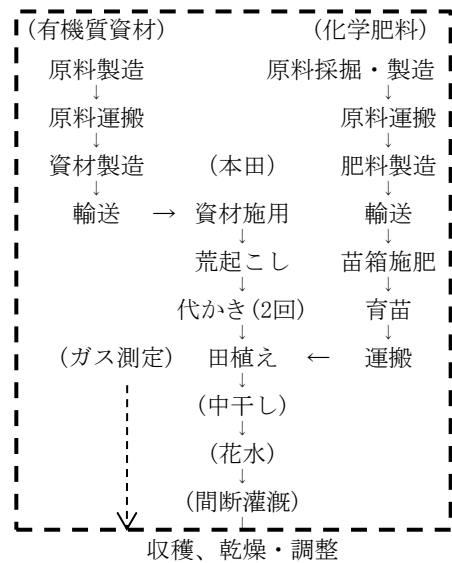 (有機質資材) (化学肥料)
原料製造 原料採掘・製造
↓ ↓
原料運搬 原料運搬
↓ ↓
資材製造 (本田) 肥料製造
↓ ↓
輸送 → 資材施用 輸送
↓ ↓
荒起こし 苗箱施肥
↓ ↓
代かき(2回) 育苗
↓ ↓
(ガス測定) 田植え ← 運搬
↓
(中干し)
↓
(花水)
↓
(間断灌漑)
収穫、乾燥・調整